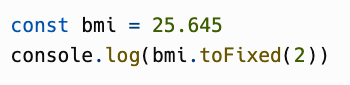 const bmi = 25.645
console.log(bmi.toFixed(2))